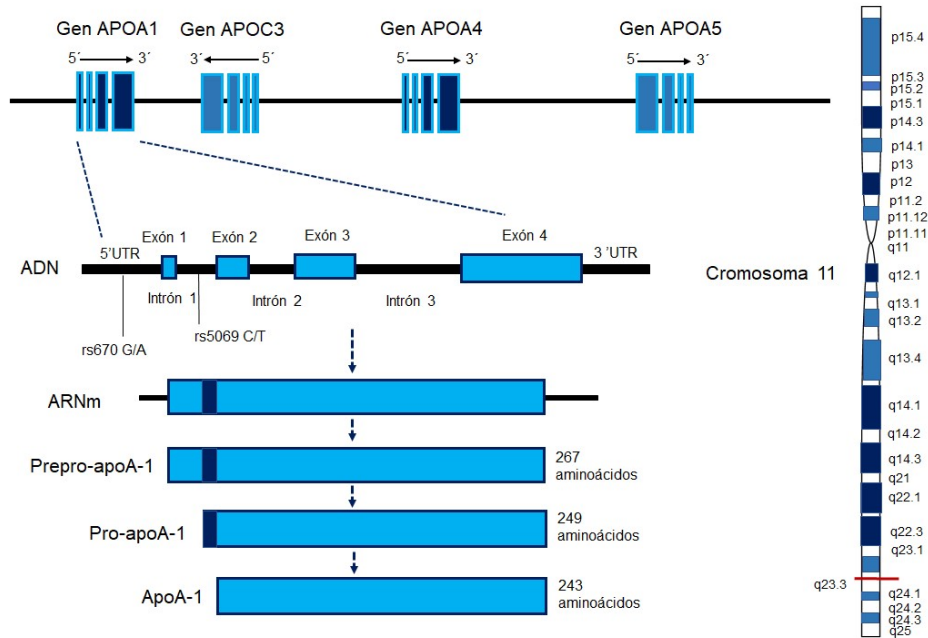 Gen APOA1
Gen APOC3
Gen APOA4
Gen APOA5
5´ 3´
3´ 5´
5´ 3´
5´ 3´
5’UTR
Exón 1
Exón 2
Exón 3
Exón 4
3 ’UTR
ADN
Intrón 1
Intrón 2
Intrón 3
rs670 G/A
rs5069 C/T
ARNm
Prepro-apoA-1
267
aminoácidos
Pro-apoA-1
249
aminoácidos
ApoA-1
243
aminoácidos
Cromosoma 11
p15.4
p15.3
p15.2
p15.1
p14.3
p14.1
p13
p12
p11.2
p11.12
p11.11
q11
q12.1
q13.1
q13.2
q13.4
q14.1
q14.2
q14.3
q21
q22.1
q22.3
q23.1
q23.3
q24.1
q24.2
q24.3
q25